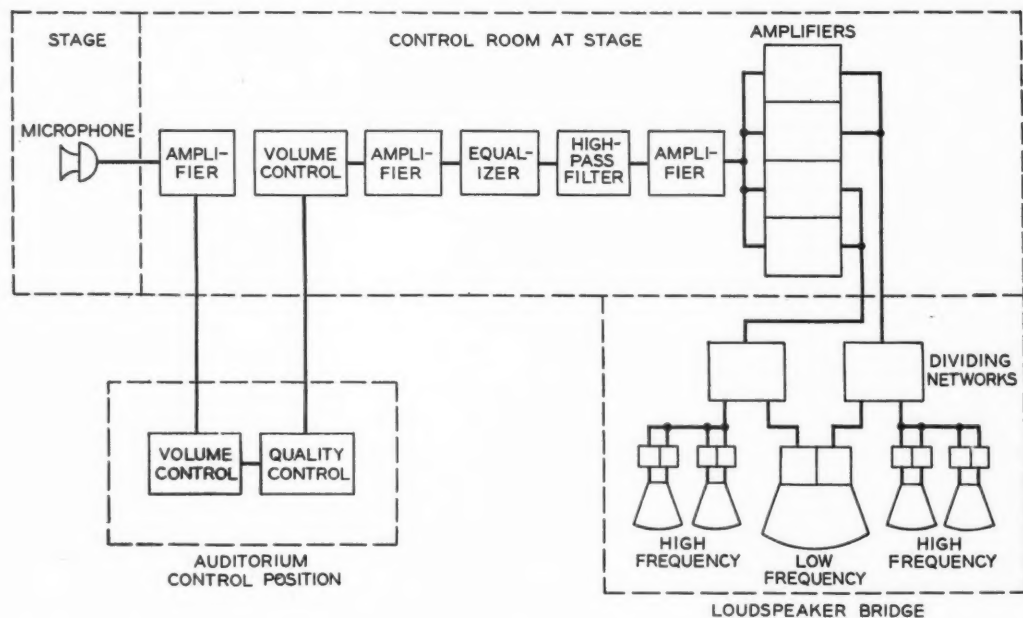 STAGE
CONTROL ROOM AT STAGE
AMPLIFIERS
MICROPHONE
AMPLI-
FIER
VOLUME
CONTROL
AMPLI-
FIER
EQUAL-
IZER
HIGH-
PASS
FILTER
AMPLI-
FIER
DIVIDING
NETWORKS
VOLUME
CONTROL
QUALITY
CONTROL
AUDITORIUM
CONTROL POSITION
HIGH
FREQUENCY
LOW
FREQUENCY
HIGH
FREQUENCY
LOUDSPEAKER BRIDGE